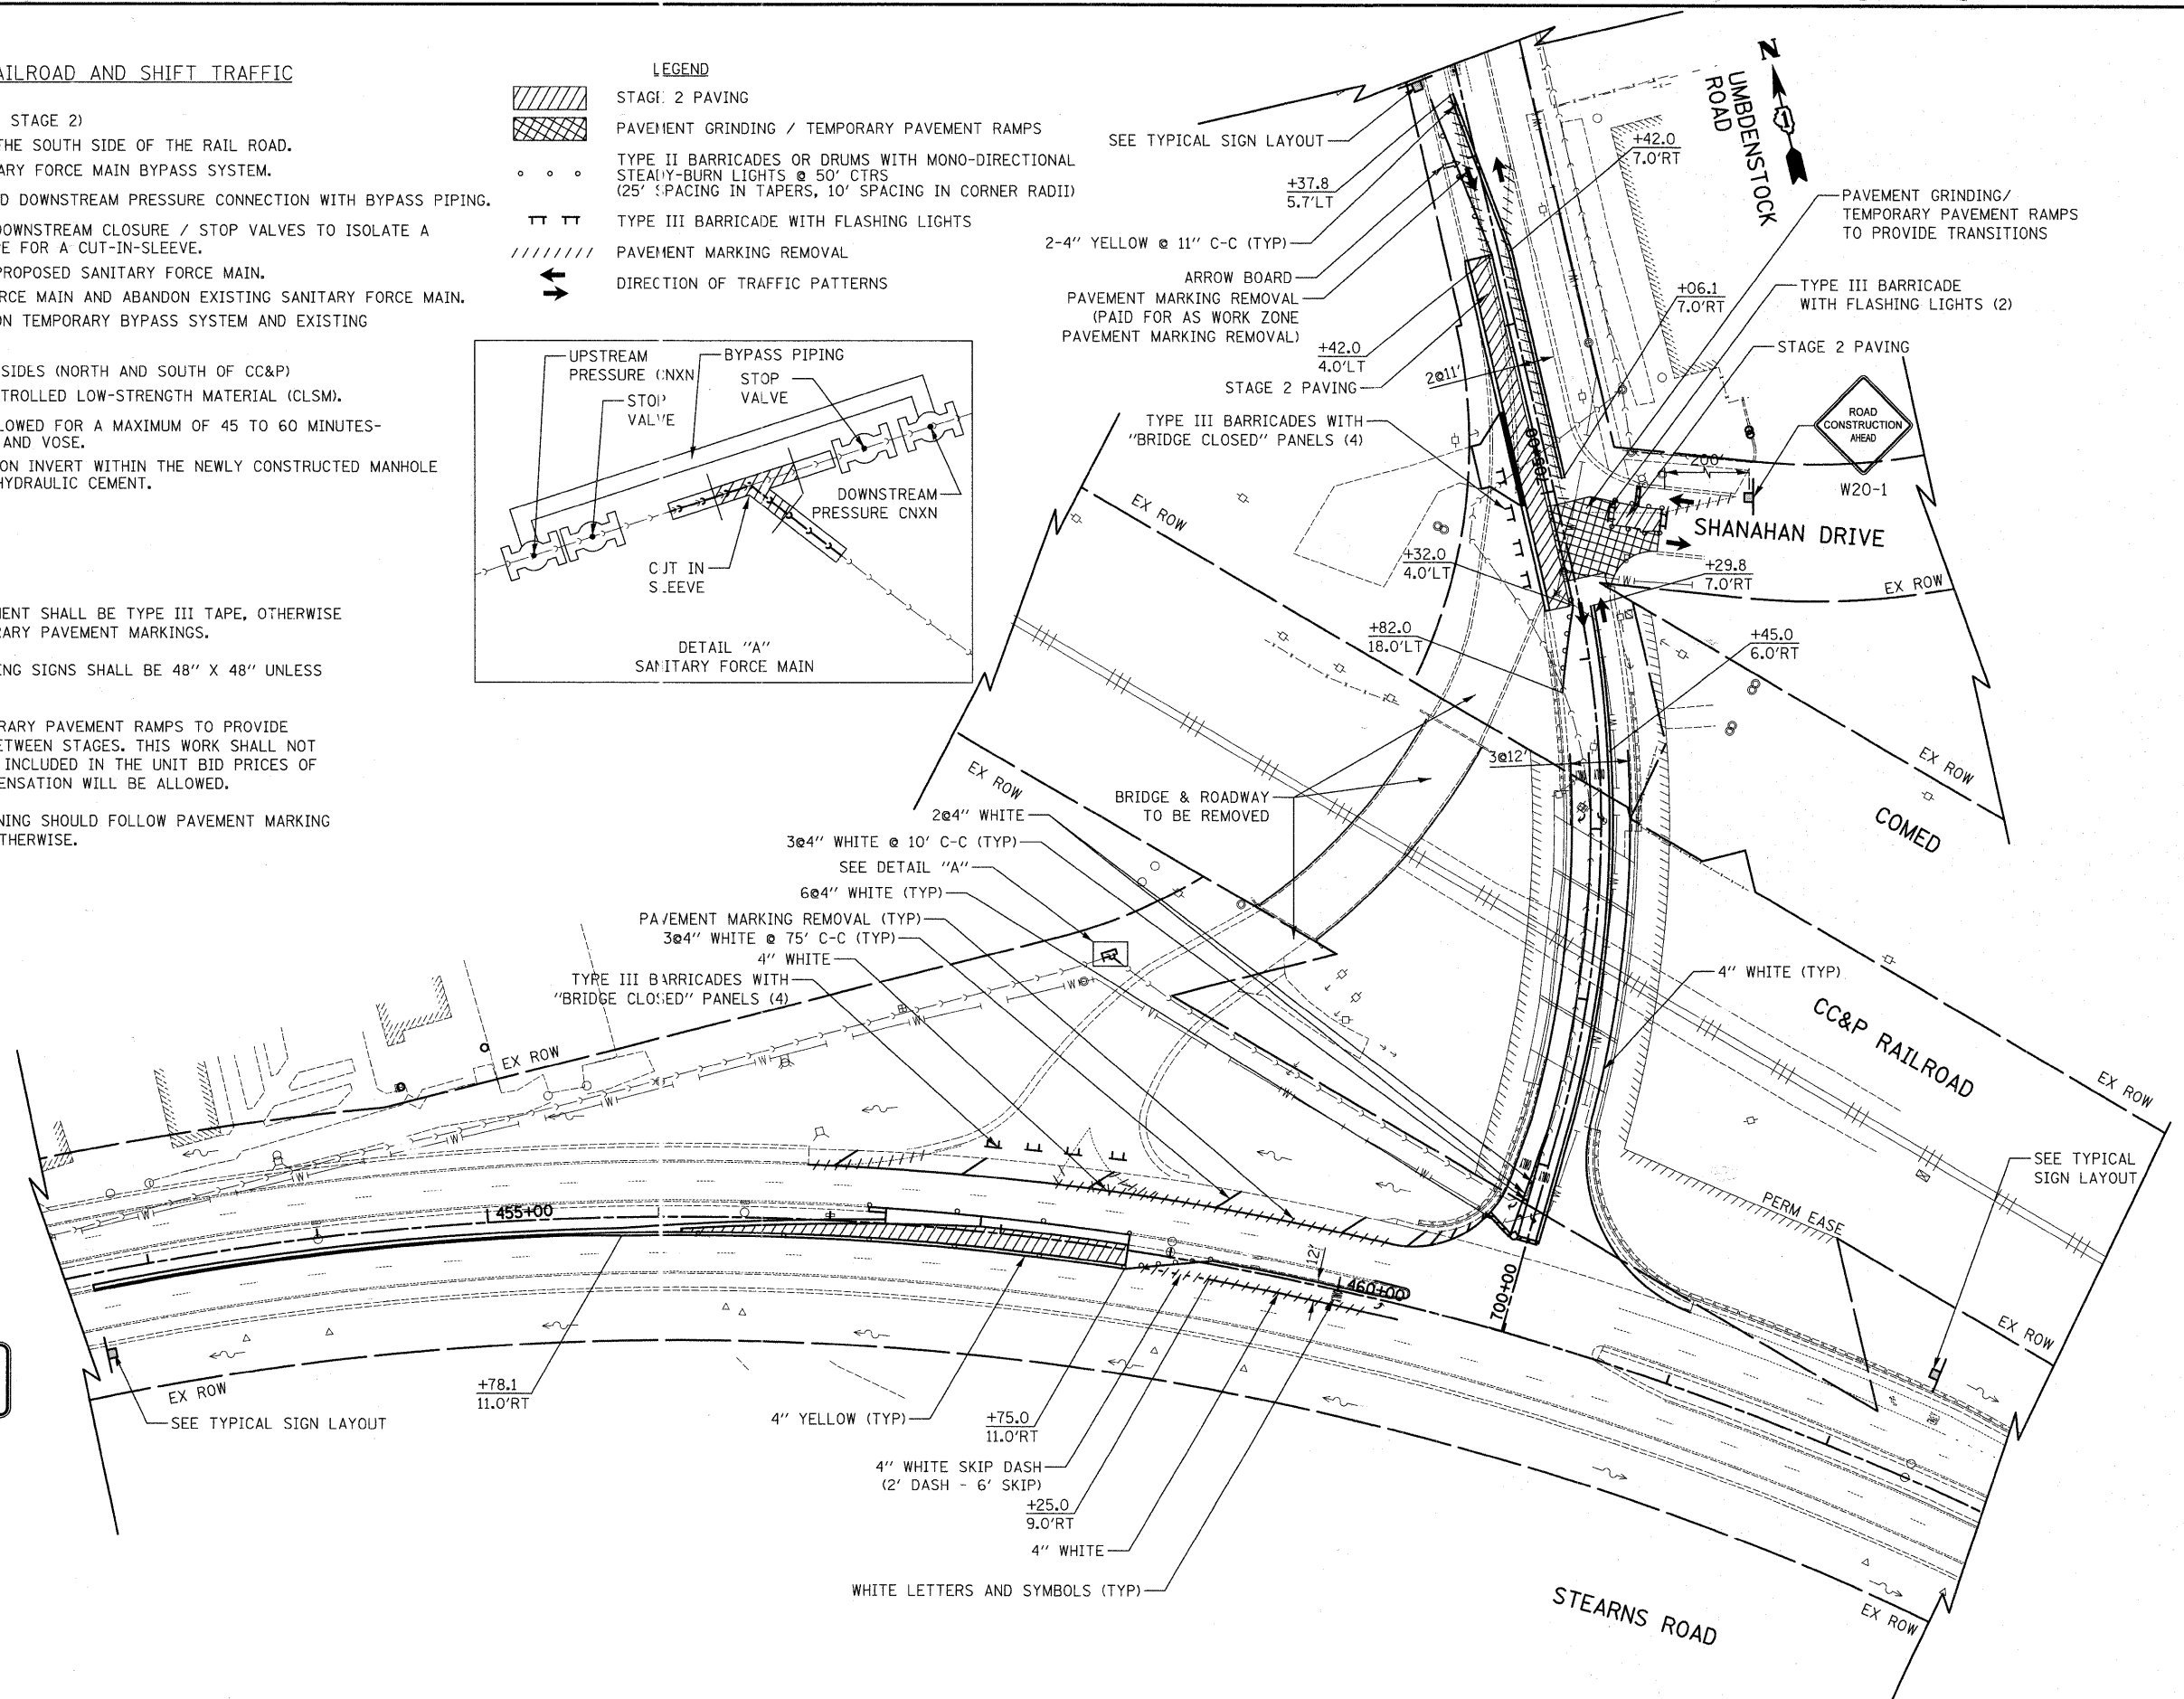 AILROAD AND SHIFT TRAFFIC
STAGE 2)
THE SOUTH SIDE OF THE RAIL ROAD.
ARY FORCE MAIN BYPASS SYSTEM.
D DOWNSTREAM PRESSURE CONNECTION WITH BYPASS PIPING.
DOWNSTREAM CLOSURE / STOP VALVES TO ISOLATE A
PE FOR A CUT-IN-SLEEVE.
PROPOSED SANITARY FORCE MAIN.
RCE MAIN AND ABANDON EXISTING SANITARY FORCE MAIN.
ON TEMPORARY BYPASS SYSTEM AND EXISTING
SIDES (NORTH AND SOUTH OF CC&P)
TROLLED LOW-STRENGTH MATERIAL (CLSM).
LOWED FOR A MAXIMUM OF 45 TO 60 MINUTES-
AND VOSE.
ON INVERT WITHIN THE NEWLY CONSTRUCTED MANHOLE
HYDRAULIC CEMENT.
MENT SHALL BE TYPE III TAPE, OTHERWISE
RARY PAVEMENT MARKINGS.
ING SIGNS SHALL BE 48" X 48" UNLESS
RARY PAVEMENT RAMPS TO PROVIDE
ETWEEN STAGES. THIS WORK SHALL NOT
INCLUDED IN THE UNIT BID PRICES OF
ENSATION WILL BE ALLOWED.
NING SHOULD FOLLOW PAVEMENT MARKING
THERWISE.
LEGEND
STAGE 2 PAVING
PAVEMENT GRINDING / TEMPORARY PAVEMENT RAMPS
TYPE II BARRICADES OR DRUMS WITH MONO-DIRECTIONAL
STEADY-BURN LIGHTS @ 50' CTRS
(25' SPACING IN TAPERS, 10' SPACING IN CORNER RADII)
TYPE III BARRICADE WITH FLASHING LIGHTS
PAVEMENT MARKING REMOVAL
DIRECTION OF TRAFFIC PATTERNS
UPSTREAM
PRESSURE CNXN
BYPASS PIPING
STOP
VALVE
STOP
VALVE
DOWNSTREAM
PRESSURE CNXN
CUT IN
SLEEVE
DETAIL "A"
SANITARY FORCE MAIN
N
UMBDENSTOCK
ROAD
SEE TYPICAL SIGN LAYOUT
+37.8
5.7'LT
2-4" YELLOW @ 11" C-C (TYP)
ARROW BOARD
PAVEMENT MARKING REMOVAL
(PAID FOR AS WORK ZONE
PAVEMENT MARKING REMOVAL)
+42.0
4.0'LT
STAGE 2 PAVING
2@11'
TYPE III BARRICADES WITH
"BRIDGE CLOSED" PANELS (4)
+42.0
7.0'RT
PAVEMENT GRINDING/
TEMPORARY PAVEMENT RAMPS
TO PROVIDE TRANSITIONS
+06.1
7.0'RT
TYPE III BARRICADE
WITH FLASHING LIGHTS (2)
STAGE 2 PAVING
ROAD
CONSTRUCTION
AHEAD
W20-1
200'
SHANAHAN DRIVE
EX ROW
+32.0
4.0'LT
+29.8
7.0'RT
EX ROW
+82.0
18.0'LT
+45.0
6.0'RT
3@12'
EX ROW
COMED
EX ROW
BRIDGE & ROADWAY
TO BE REMOVED
2@4" WHITE
3@4" WHITE @ 10' C-C (TYP)
SEE DETAIL "A"
6@4" WHITE (TYP)
PAVEMENT MARKING REMOVAL (TYP)
3@4" WHITE @ 75' C-C (TYP)
4" WHITE
TYPE III BARRICADES WITH
"BRIDGE CLOSED" PANELS (4)
4" WHITE (TYP)
CC&P RAILROAD
EX ROW
EX ROW
SEE TYPICAL
SIGN LAYOUT
PERM EASE
455+00
12'
460+00
700+00
EX ROW
EX ROW
SEE TYPICAL SIGN LAYOUT
+78.1
11.0'RT
4" YELLOW (TYP)
+75.0
11.0'RT
4" WHITE SKIP DASH
(2' DASH - 6' SKIP)
+25.0
9.0'RT
4" WHITE
WHITE LETTERS AND SYMBOLS (TYP)
STEARNS ROAD
EX ROW